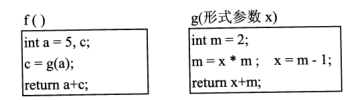 f ( )
int a = 5, c;
c = g(a);
return a+c;
g(形式参数 x)
int m = 2;
m = x * m ; x = m - 1;
return x+m;